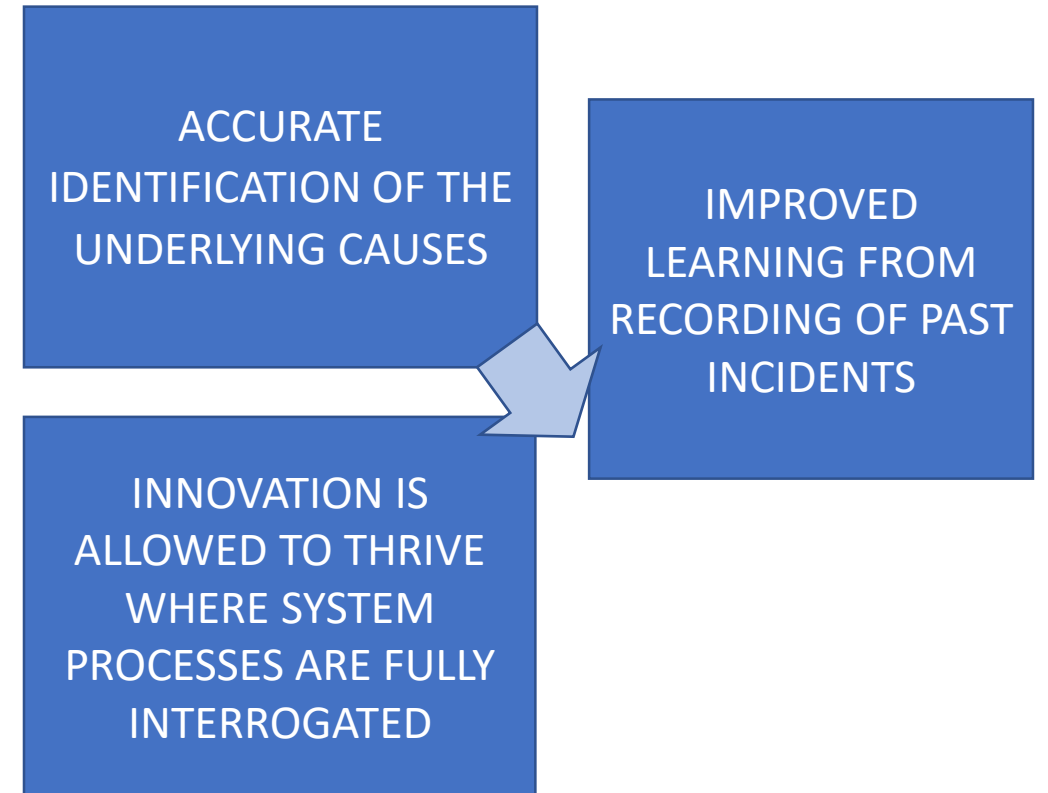 ACCURATE
IDENTIFICATION OF THE
UNDERLYING CAUSES
IMPROVED
LEARNING FROM
RECORDING OF PAST
INCIDENTS
INNOVATION IS
ALLOWED TO THRIVE
WHERE SYSTEM
PROCESSES ARE FULLY
INTERROGATED